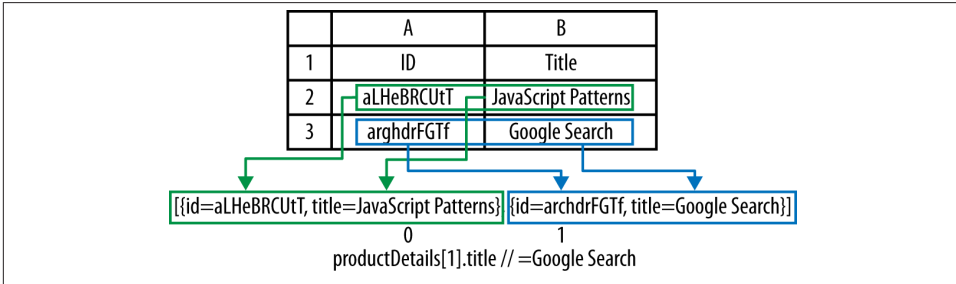 A B
1 ID Title
2 aLHeBRCUtT JavaScript Patterns
3 arghdrFGTf Google Search
[{id=aLHeBRCUtT, title=JavaScript Patterns} {id=archdrFGTf, title=Google Search}]
0 1
productDetails[1].title // =Google Search